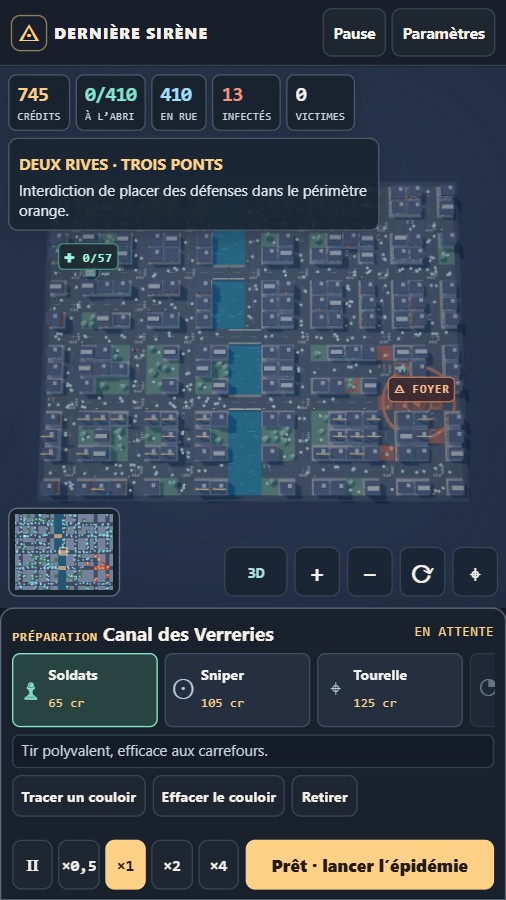 DERNIÈRE SIRÈNE
Pause
Paramètres
745
CRÉDITS
0/410
À L'ABRI
410
EN RUE
13
INFECTÉS
0
VICTIMES
DEUX RIVES · TROIS PONTS
Interdiction de placer des défenses dans le périmètre
orange.
0/57
FOYER
3D
+
−
PRÉPARATION Canal des Verreries
EN ATTENTE
Soldats
65 cr
Sniper
105 cr
Tourelle
125 cr
Tir polyvalent, efficace aux carrefours.
Tracer un couloir
Effacer le couloir
Retirer
II
×0,5
×1
×2
×4
Prêt · lancer l'épidémie